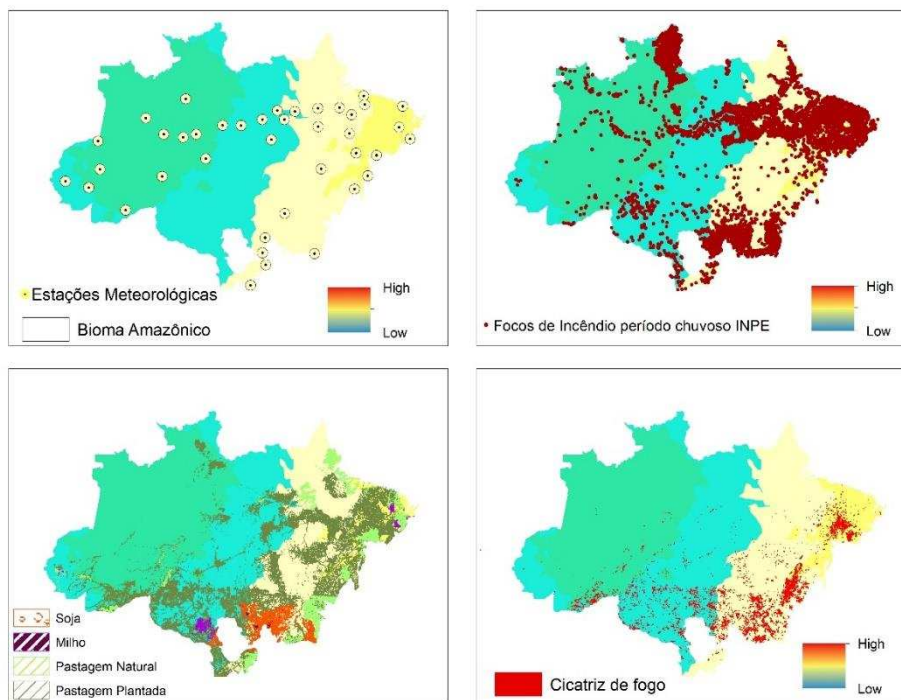 Estações Meteorológicas
Bioma Amazônico
High
Low
Focos de Incêndio período chuvoso INPE
High
Low
Soja
Milho
Pastagem Natural
Pastagem Plantada
Cicatriz de fogo
High
Low